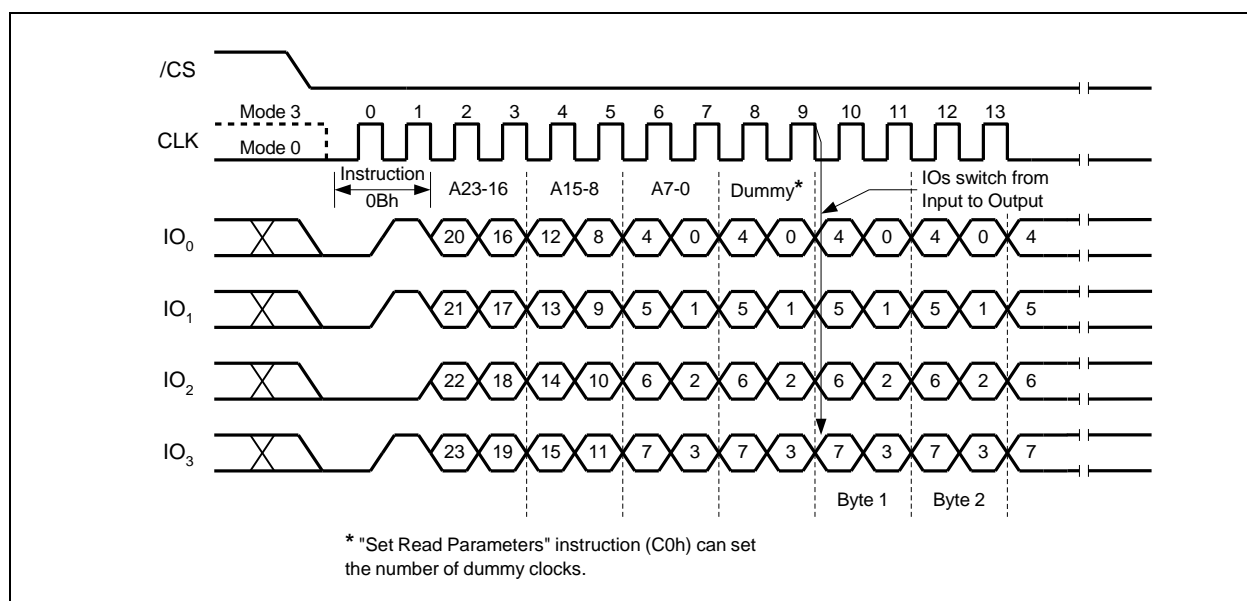 /CS
Mode 3 0 1 2 3 4 5 6 7 8 9 10 11 12 13
CLK
Mode 0
Instruction
0Bh
A23-16 A15-8 A7-0 Dummy*
IOs switch from
Input to Output
IO0 20 16 12 8 4 0 4 0 4 0 4 0 4
IO1 21 17 13 9 5 1 5 1 5 1 5 1 5
IO2 22 18 14 10 6 2 6 2 6 2 6 2 6
IO3 23 19 15 11 7 3 7 3 7 3 7 3 7
Byte 1 Byte 2
* "Set Read Parameters" instruction (C0h) can set
the number of dummy clocks.